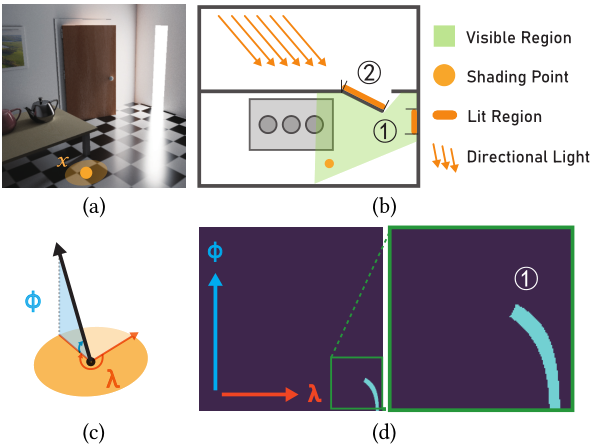 x
(a)
②
①
(b)
Visible Region
Shading Point
Lit Region
Directional Light
ϕ
λ
(c)
ϕ
λ
①
(d)